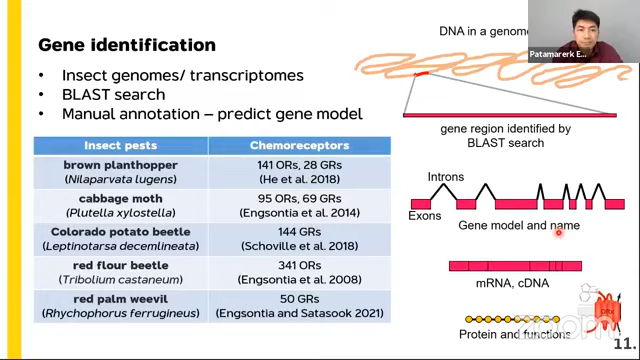 Gene identification
• Insect genomes/ transcriptomes
• BLAST search
• Manual annotation – predict gene model
Insect pests Chemoreceptors
brown planthopper
(Nilaparvata lugens)
141 ORs, 28 GRs
(He et al. 2018)
cabbage moth
(Plutella xylostella)
95 ORs, 69 GRs
(Engsontia et al. 2014)
Colorado potato beetle
(Leptinotarsa decemlineata)
144 GRs
(Schoville et al. 2018)
red flour beetle
(Tribolium castaneum)
341 ORs
(Engsontia et al. 2008)
red palm weevil
(Rhychophorus ferrugineus)
50 GRs
(Engsontia and Satasook 2021)
DNA in a genome
Patamarerk E...
gene region identified by
BLAST search
Introns
Exons
Gene model and name
mRNA, cDNA
ORX
Protein and functions
zoom
11.